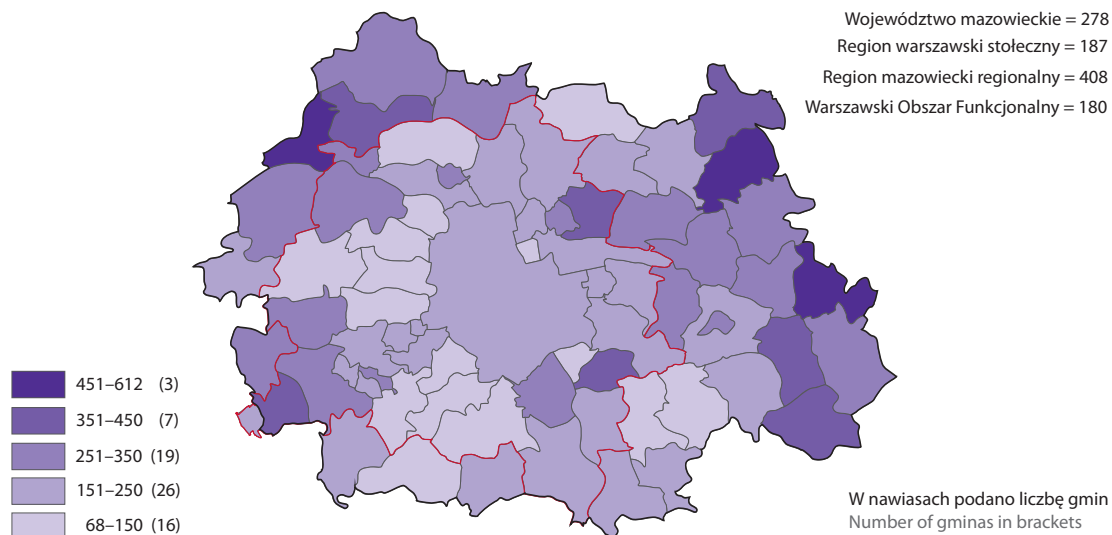 Województwo mazowieckie = 278
Region warszawski stołeczny = 187
Region mazowiecki regionalny = 408
Warszawski Obszar Funkcjonalny = 180
451–612 (3)
351–450 (7)
251–350 (19)
151–250 (26)
68–150 (16)
W nawiasach podano liczbę gmin
Number of gminas in brackets